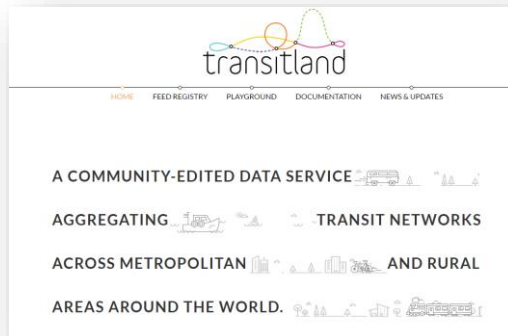 transitland
HOME FEED REGISTRY PLAYGROUND DOCUMENTATION NEWS & UPDATES
A COMMUNITY-EDITED DATA SERVICE
AGGREGATING TRANSIT NETWORKS
ACROSS METROPOLITAN AND RURAL
AREAS AROUND THE WORLD.